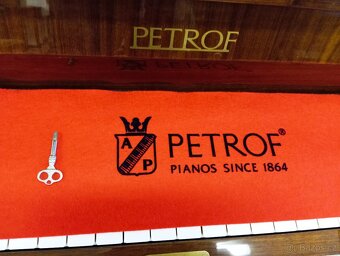 PETROF
A
P
PETROF®
PIANOS SINCE 1864